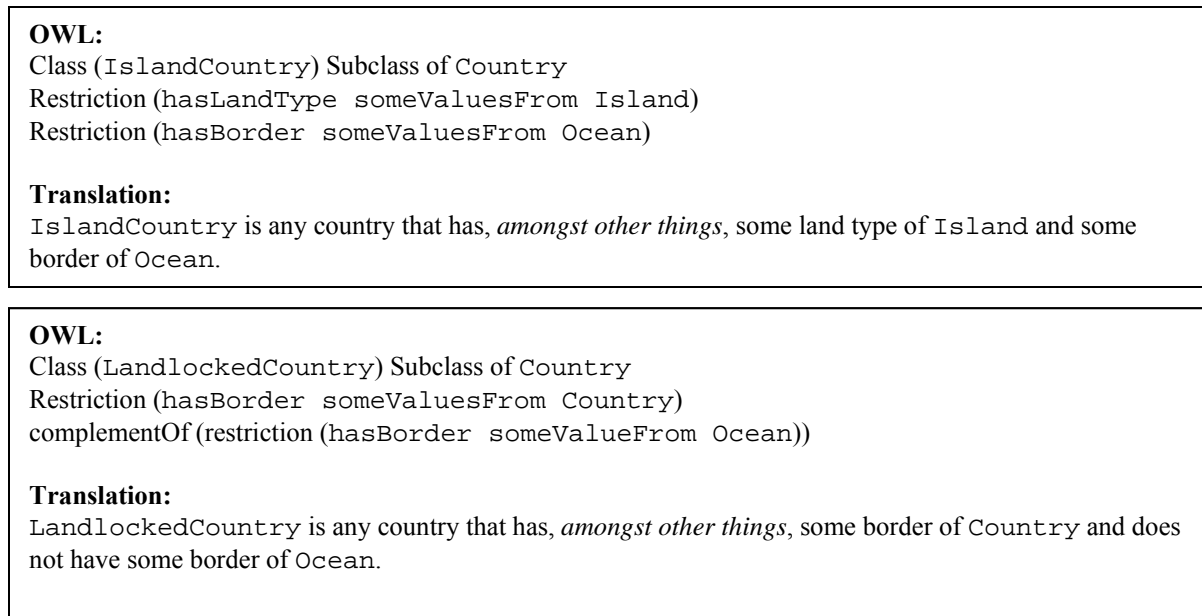 OWL:
Class (IslandCountry) Subclass of Country
Restriction (hasLandType someValuesFrom Island)
Restriction (hasBorder someValuesFrom Ocean)
Translation:
IslandCountry is any country that has, amongst other things, some land type of Island and some
border of Ocean.
OWL:
Class (LandlockedCountry) Subclass of Country
Restriction (hasBorder someValuesFrom Country)
complementOf (restriction (hasBorder someValueFrom Ocean))
Translation:
LandlockedCountry is any country that has, amongst other things, some border of Country and does
not have some border of Ocean.